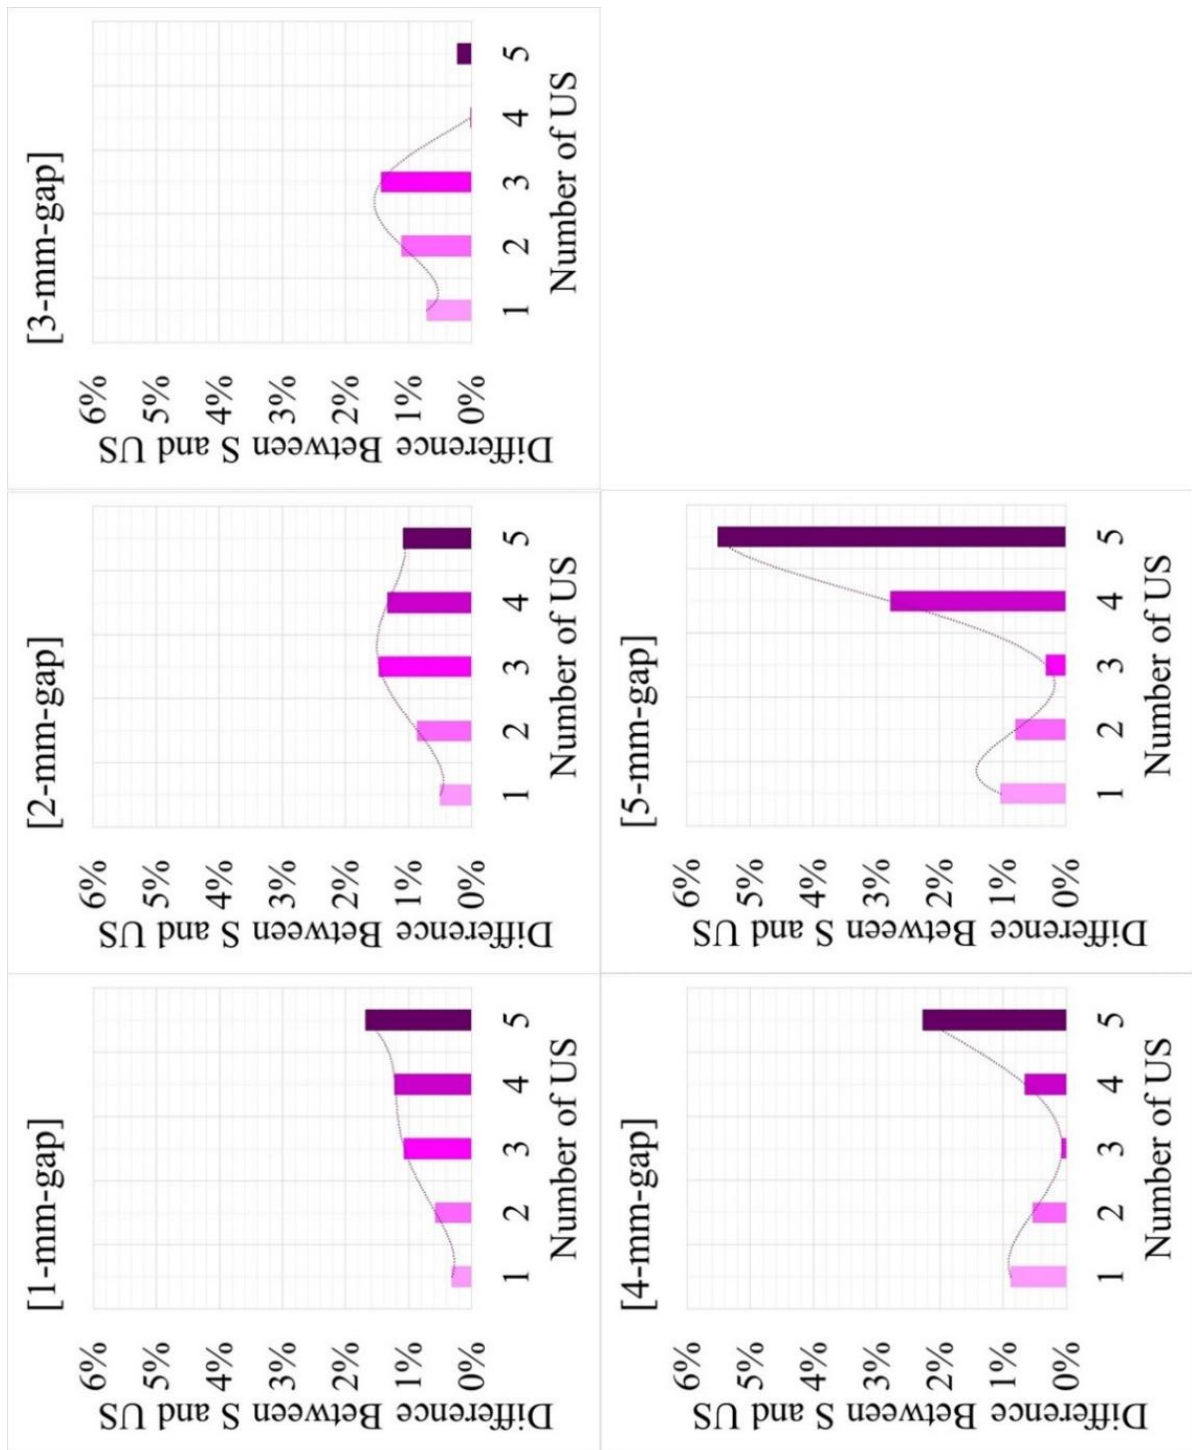 [1-mm-gap]
Difference Between S and US
6%
5%
4%
3%
2%
1%
0%
1 2 3 4 5
Number of US
[2-mm-gap]
Difference Between S and US
6%
5%
4%
3%
2%
1%
0%
1 2 3 4 5
Number of US
[3-mm-gap]
Difference Between S and US
6%
5%
4%
3%
2%
1%
0%
1 2 3 4 5
Number of US
[4-mm-gap]
Difference Between S and US
6%
5%
4%
3%
2%
1%
0%
1 2 3 4 5
Number of US
[5-mm-gap]
Difference Between S and US
6%
5%
4%
3%
2%
1%
0%
1 2 3 4 5
Number of US